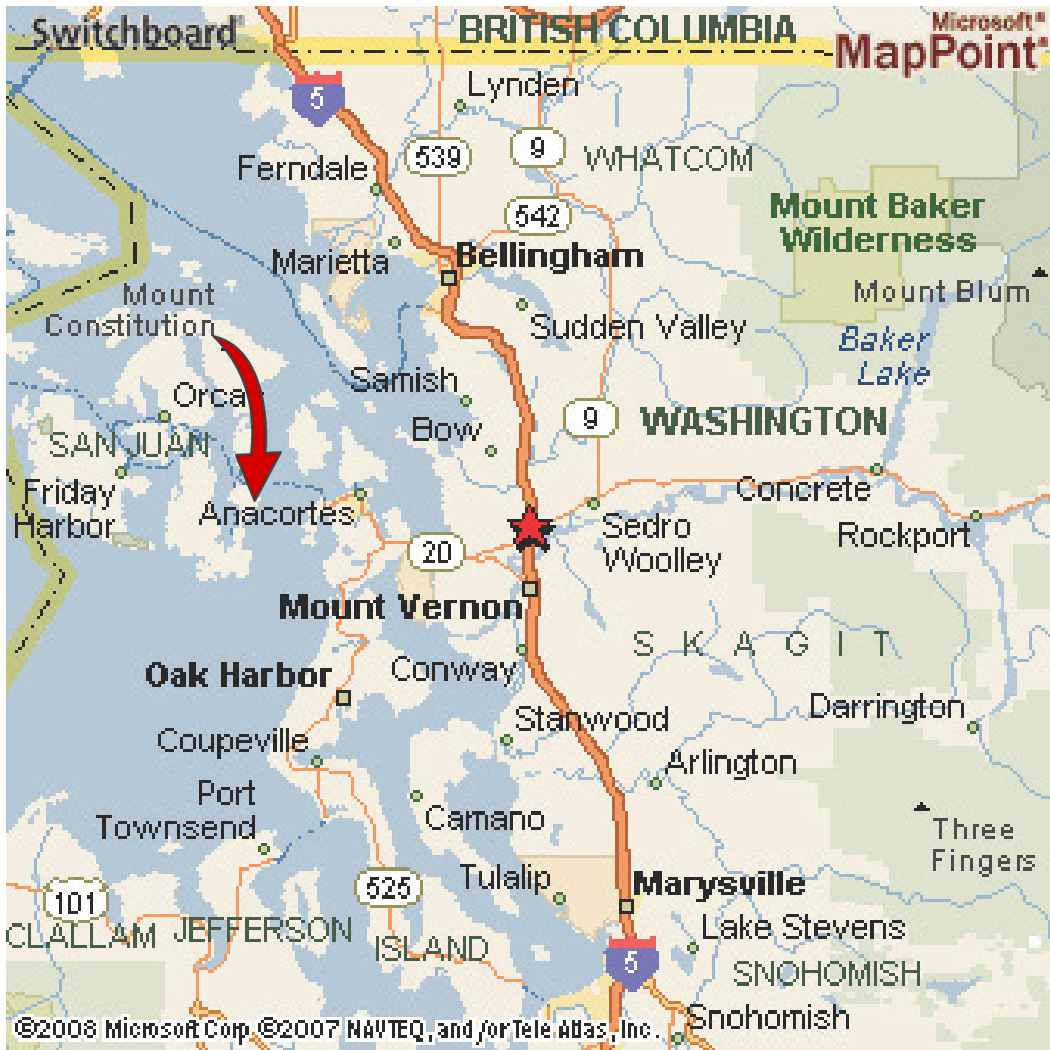 Switchboard®
BRITISH COLUMBIA
Microsoft®
MapPoint®
5
Lynden
539
9
WHATCOM
Ferndale
542
Mount Baker
Wilderness
Marietta
Bellingham
Mount Blum
Mount
Constitution
Sudden Valley
Baker
Lake
Samish
Orcas
9
WASHINGTON
Bow
SAN JUAN
Friday
Harbor
Anacortes
Concrete
Sedro
Woolley
Rockport
20
Mount Vernon
SKAGIT
Conway
Oak Harbor
Stanwood
Darrington
Coupeville
Arlington
Port
Townsend
Camano
Three
Fingers
Tulalip
Marysville
525
101
Lake Stevens
CLALLAM
JEFFERSON
ISLAND
5
SNOHOMISH
Snohomish
©2008 Microsoft Corp. ©2007 NAVTEQ, and/or Tele Atlas, Inc.